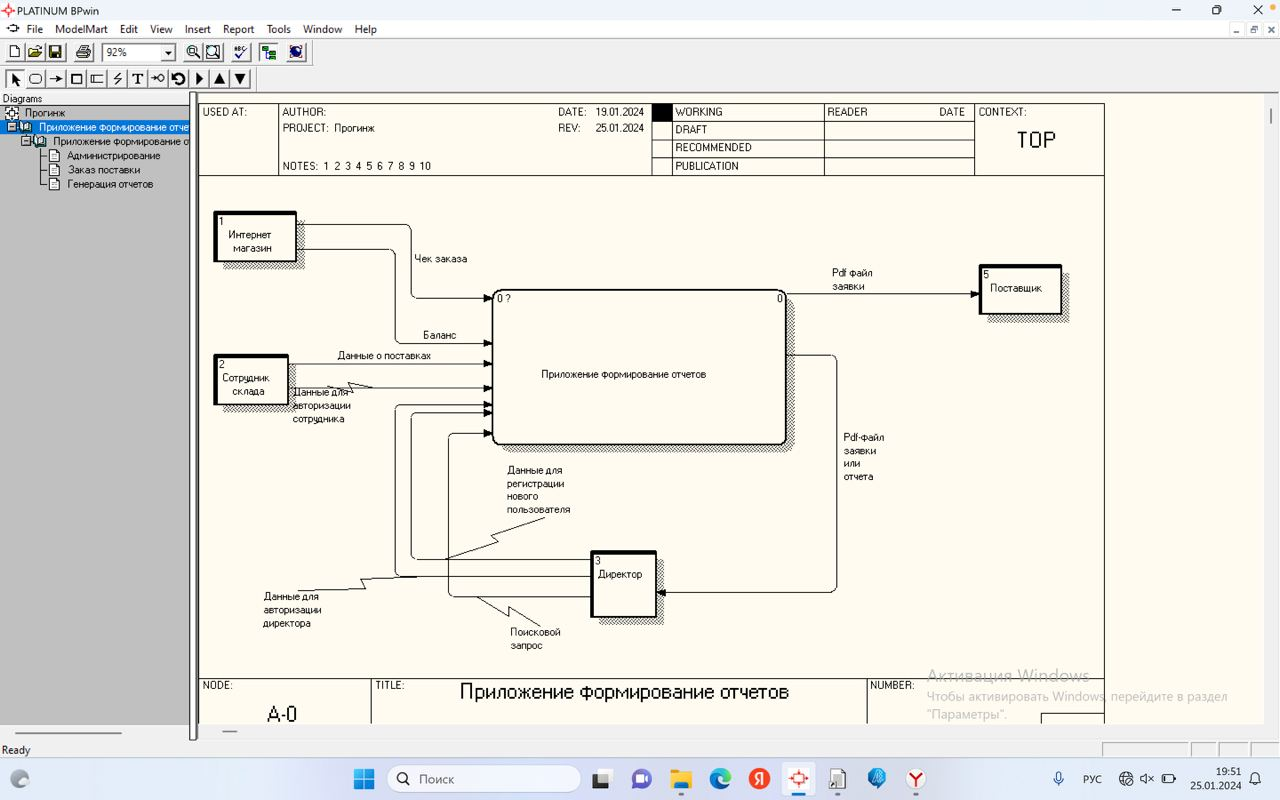 PLATINUM BPwin
File ModelMart Edit View Insert Report Tools Window Help
92%
ABC
T
Diagrams
Прогинж
Приложение формирование отче
Приложение формирование о
Администрирование
Заказ поставки
Генерация отчетов
USED AT:
AUTHOR:
DATE: 19.01.2024
PROJECT: Прогинж
REV: 25.01.2024
NOTES: 1 2 3 4 5 6 7 8 9 10
WORKING
DRAFT
RECOMMENDED
PUBLICATION
READER
DATE
CONTEXT:
TOP
1
Интернет
магазин
Чек заказа
Pdf файл
заявки
5
Поставщик
0 ?
0
Баланс
Данные о поставках
2
Сотрудник
склада
Данные для
авторизации
сотрудника
Приложение формирование отчетов
Pdf-файл
заявки
или
отчета
Данные для
регистрации
нового
пользователя
3
Директор
Данные для
авторизации
директора
Поисковой
запрос
NODE:
A-0
TITLE:
Приложение формирование отчетов
NUMBER:
Активация Windows
Чтобы активировать Windows, перейдите в раздел
"Параметры".
Ready
Поиск
Я
Y
РУС
19:51
25.01.2024